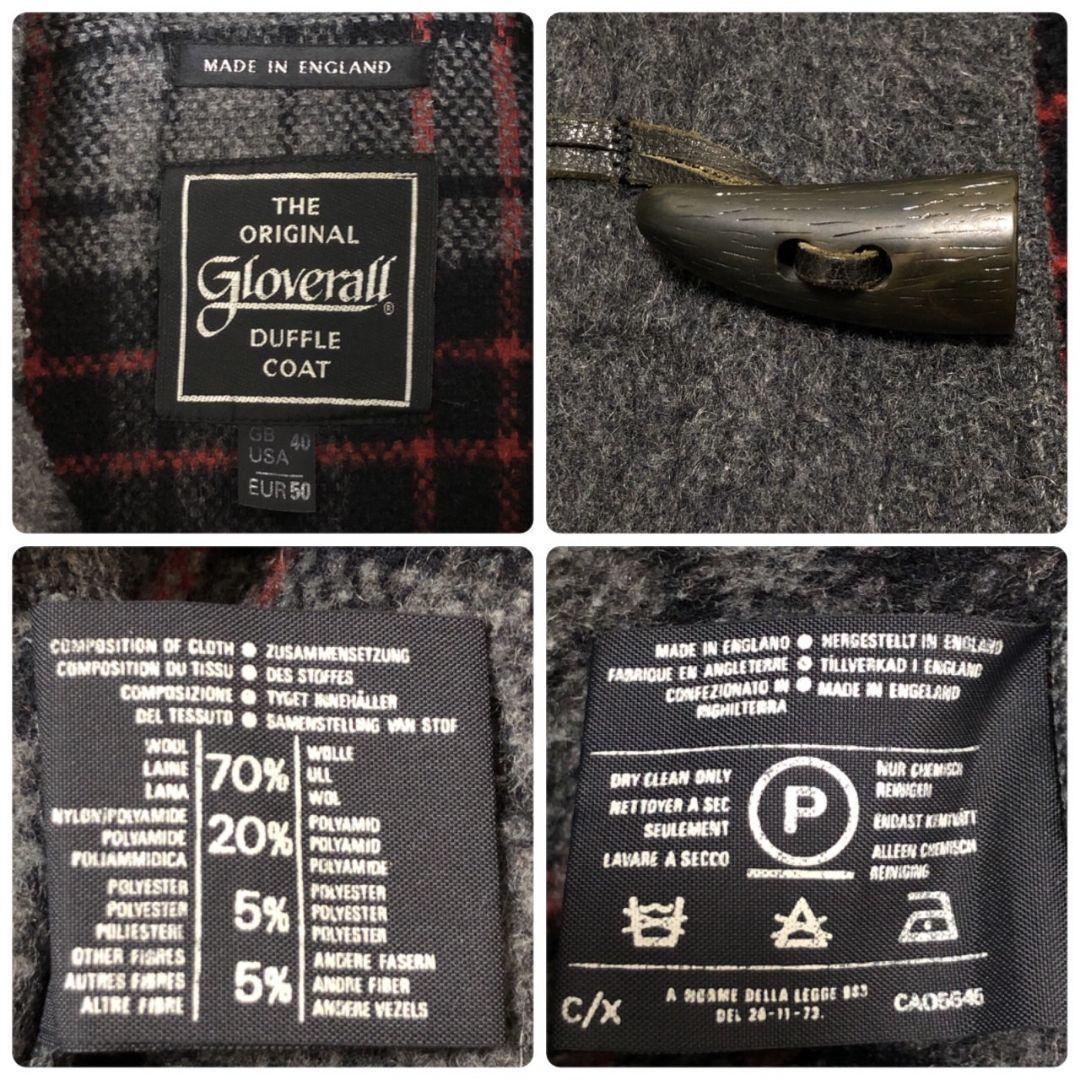 MADE IN ENGLAND
THE
ORIGINAL
Gloverall®
DUFFLE
COAT
GB
USA 40
EUR 50
COMPOSITION OF CLOTH ● ZUSAMMENSETZUNG
COMPOSITION DU TISSU ● DES STOFFES
COMPOSIZIONE ● TYGET INNEHÅLLER
DEL TESSUTO ● SAMENSTELLING VAN STOF
WOOL WOLLE
LAINE 70% ULL
LANA WOL
NYLON/POLYAMIDE POLYAMID
POLYAMIDE 20% POLYAMID
POLIAMMIDICA POLYAMIDE
POLYESTER POLYESTER
POLYESTER 5% POLYESTER
POLIESTERE POLYESTER
OTHER FIBRES ANDERE FASERN
AUTRES FIBRES 5% ANDRE FIBER
ALTRE FIBRE ANDERE VEZELS
MADE IN ENGLAND ● HERGESTELLT IN ENGLAND
FABRIQUE EN ANGLETERRE ● TILLVERKAD I ENGLAND
CONFEZIONATO IN ● MADE IN ENGELAND
INGHILTERRA
DRY CLEAN ONLY
NETTOYER A SEC
SEULEMENT
LAVARE A SECCO
P
NUR CHEMISCH
REINIGEN
ENDAST KEMTVÄTT
ALLEEN CHEMISCH
REINIGING
C/X
A NORME DELLA LEGGE 883
DEL 26-11-73.
CA05646